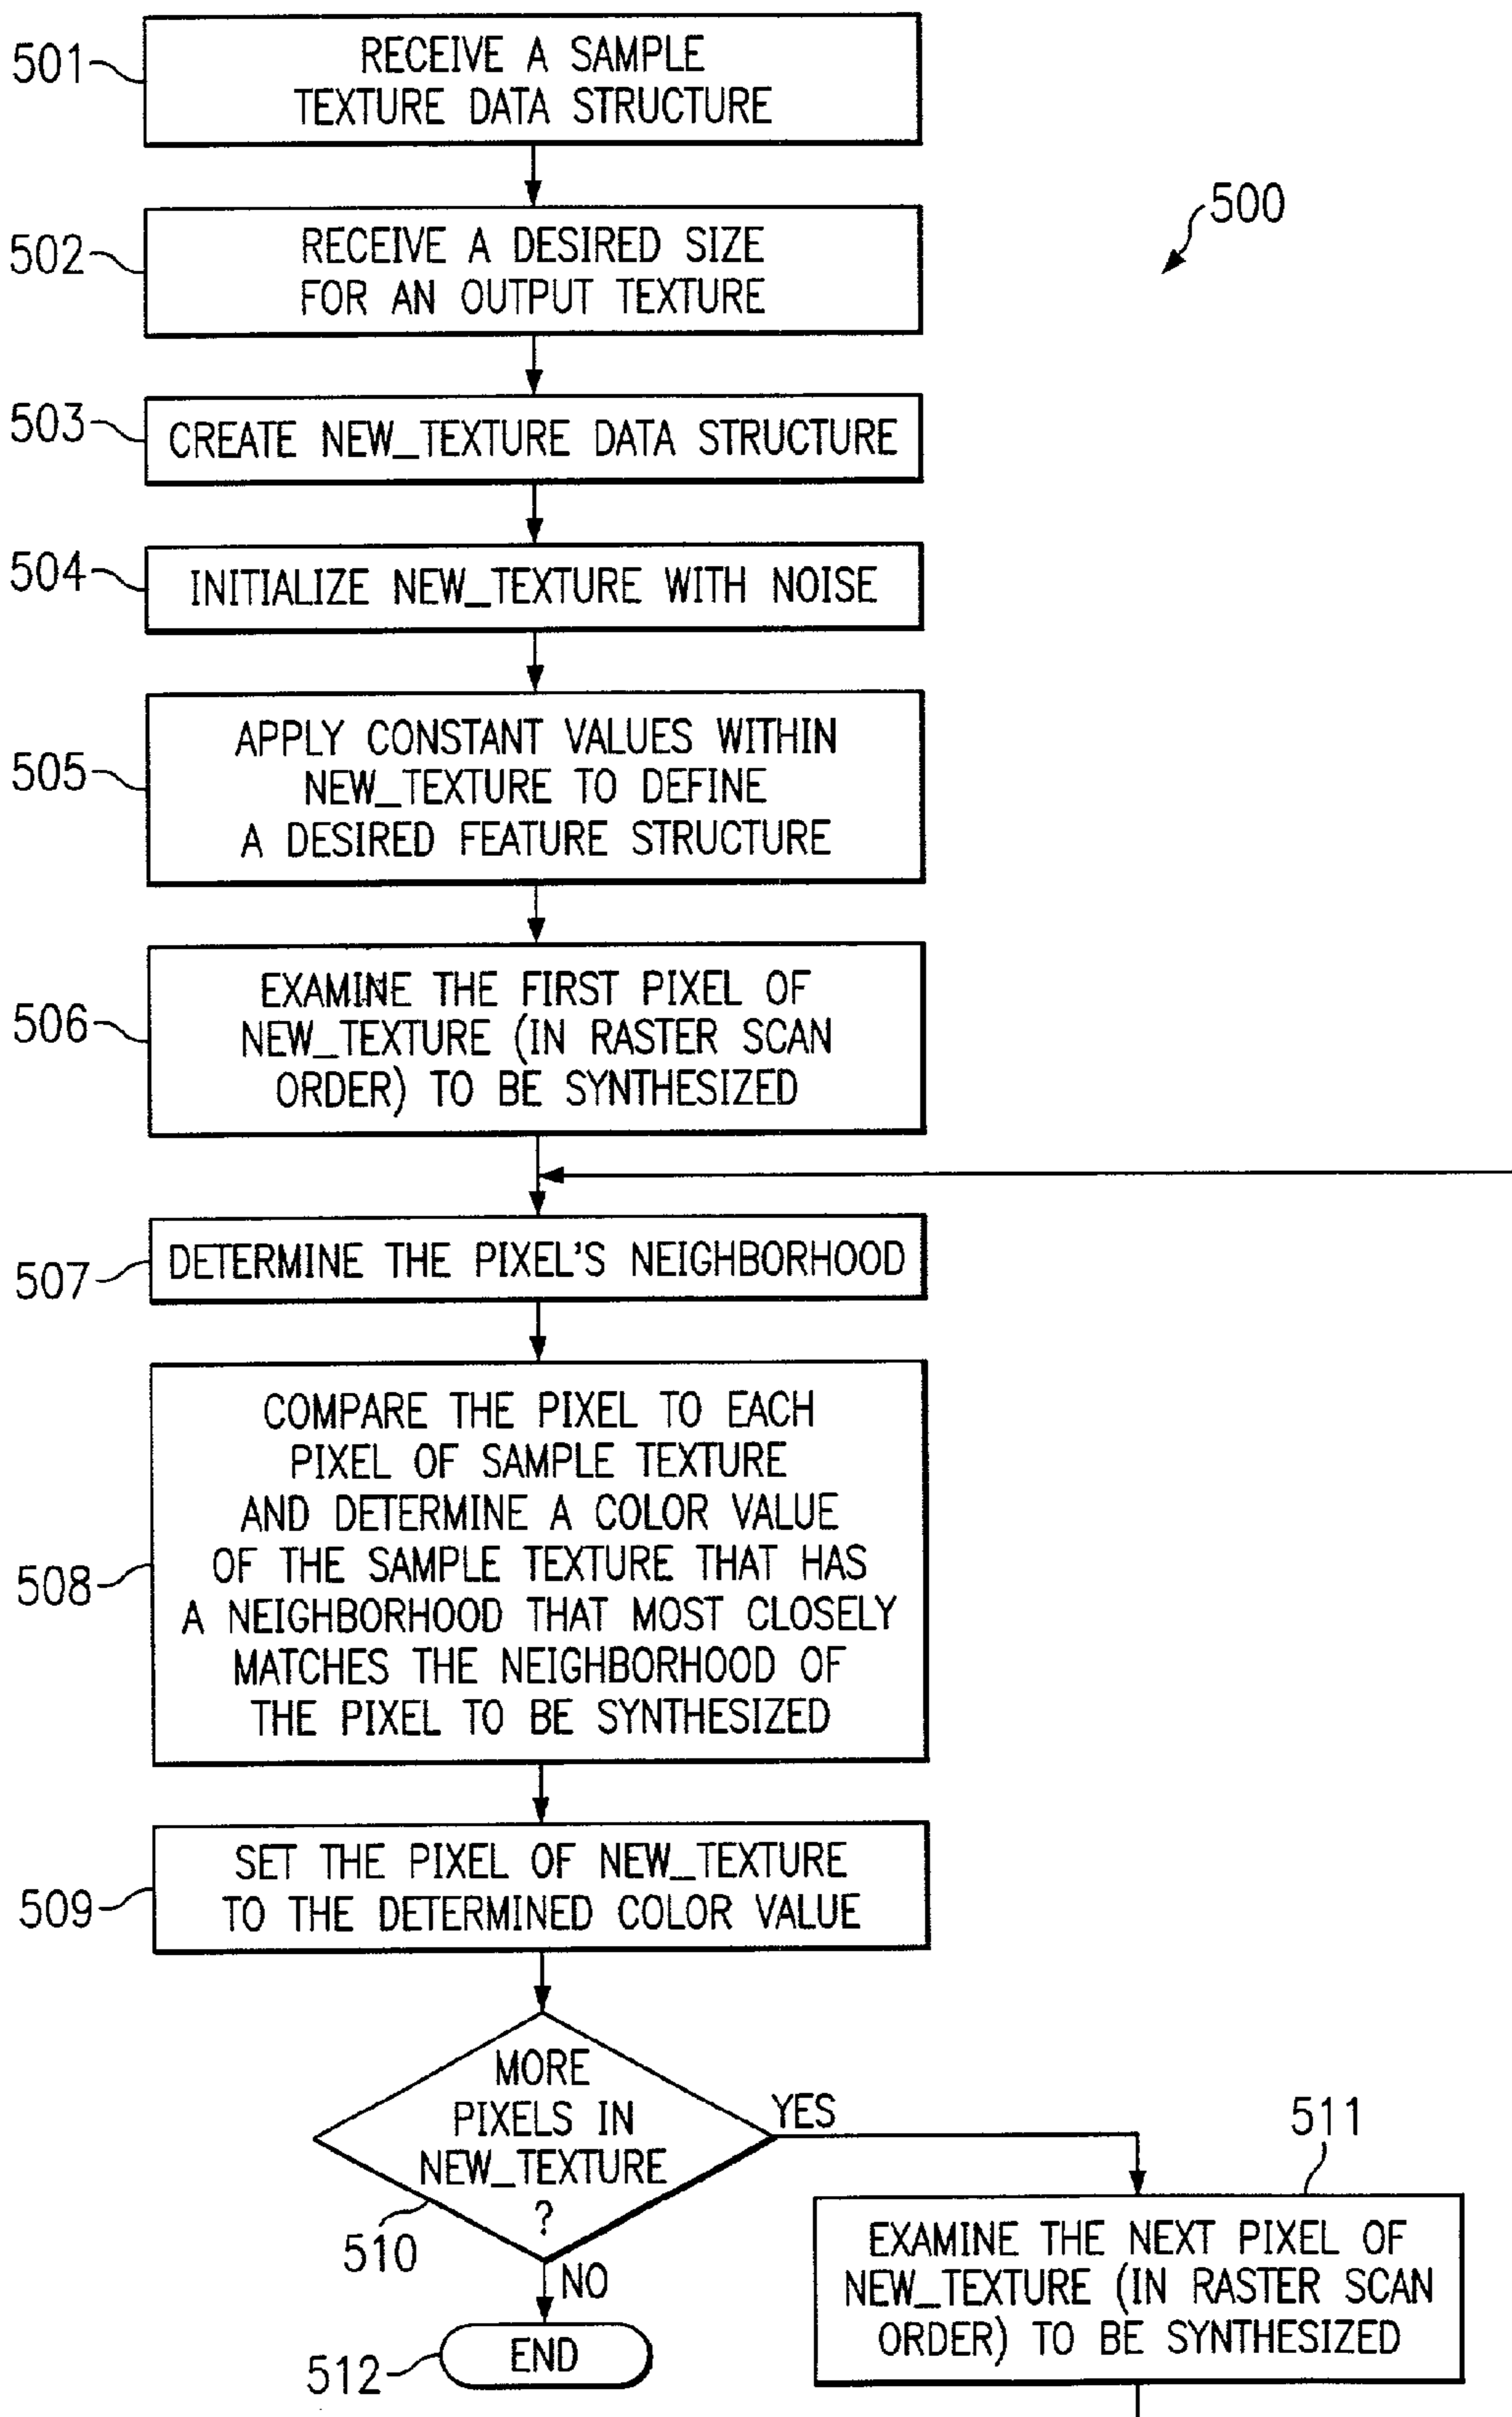 501
RECEIVE A SAMPLE
TEXTURE DATA STRUCTURE
500
502
RECEIVE A DESIRED SIZE
FOR AN OUTPUT TEXTURE
503
CREATE NEW_TEXTURE DATA STRUCTURE
504
INITIALIZE NEW_TEXTURE WITH NOISE
505
APPLY CONSTANT VALUES WITHIN
NEW_TEXTURE TO DEFINE
A DESIRED FEATURE STRUCTURE
506
EXAMINE THE FIRST PIXEL OF
NEW_TEXTURE (IN RASTER SCAN
ORDER) TO BE SYNTHESIZED
507
DETERMINE THE PIXEL'S NEIGHBORHOOD
508
COMPARE THE PIXEL TO EACH
PIXEL OF SAMPLE TEXTURE
AND DETERMINE A COLOR VALUE
OF THE SAMPLE TEXTURE THAT HAS
A NEIGHBORHOOD THAT MOST CLOSELY
MATCHES THE NEIGHBORHOOD OF
THE PIXEL TO BE SYNTHESIZED
509
SET THE PIXEL OF NEW_TEXTURE
TO THE DETERMINED COLOR VALUE
MORE
PIXELS IN
NEW_TEXTURE
?
510
YES
NO
511
EXAMINE THE NEXT PIXEL OF
NEW_TEXTURE (IN RASTER SCAN
ORDER) TO BE SYNTHESIZED
512
END